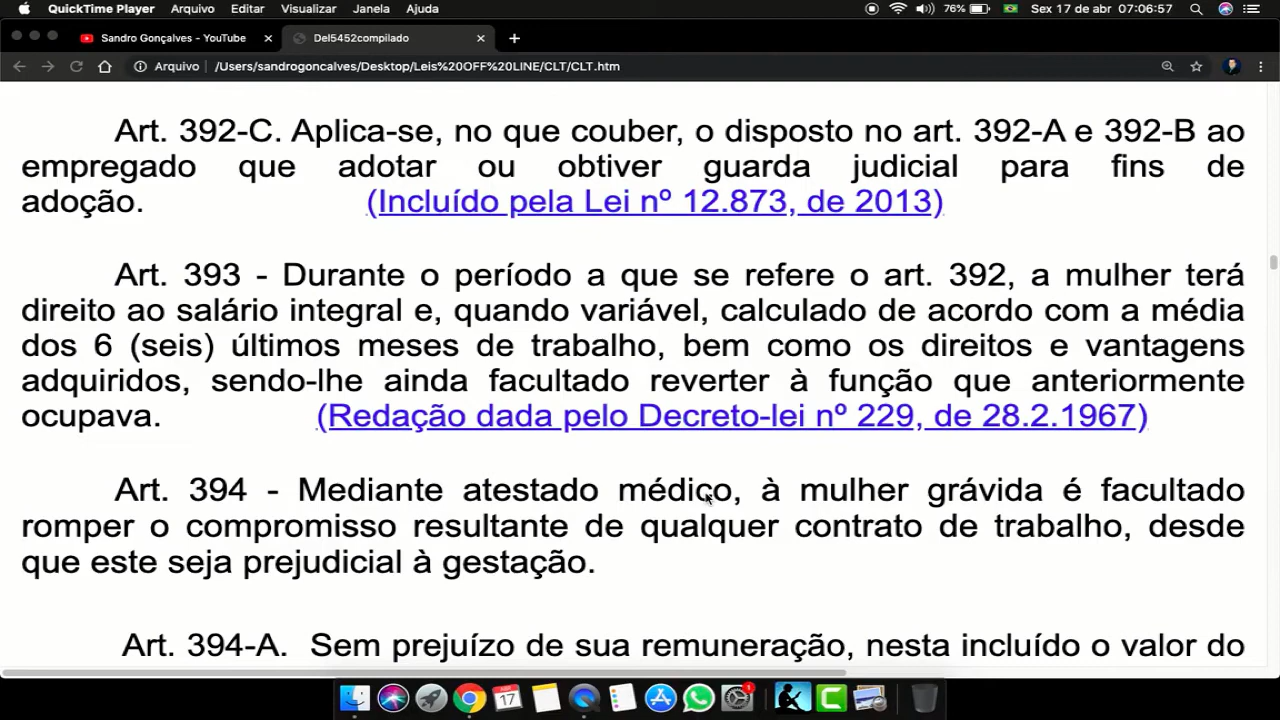 QuickTime Player Arquivo Editar Visualizar Janela Ajuda 76% Sex 17 de abr 07:06:57
Sandro Gonçalves - YouTube Del5452compilado
Arquivo /Users/sandrogoncalves/Desktop/Leis%20OFF%20LINE/CLT/CLT.htm
Art. 392-C. Aplica-se, no que couber, o disposto no art. 392-A e 392-B ao
empregado que adotar ou obtiver guarda judicial para fins de
adoção. (Incluído pela Lei nº 12.873, de 2013)
Art. 393 - Durante o período a que se refere o art. 392, a mulher terá
direito ao salário integral e, quando variável, calculado de acordo com a média
dos 6 (seis) últimos meses de trabalho, bem como os direitos e vantagens
adquiridos, sendo-lhe ainda facultado reverter à função que anteriormente
ocupava. (Redação dada pelo Decreto-lei nº 229, de 28.2.1967)
Art. 394 - Mediante atestado médico, à mulher grávida é facultado
romper o compromisso resultante de qualquer contrato de trabalho, desde
que este seja prejudicial à gestação.
Art. 394-A. Sem prejuízo de sua remuneração, nesta incluído o valor do
17
1